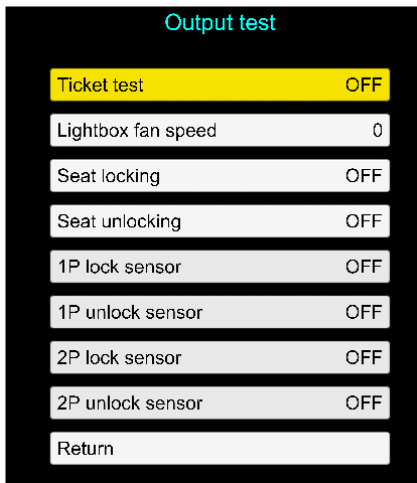 Output test
Ticket test OFF
Lightbox fan speed 0
Seat locking OFF
Seat unlocking OFF
1P lock sensor OFF
1P unlock sensor OFF
2P lock sensor OFF
2P unlock sensor OFF
Return